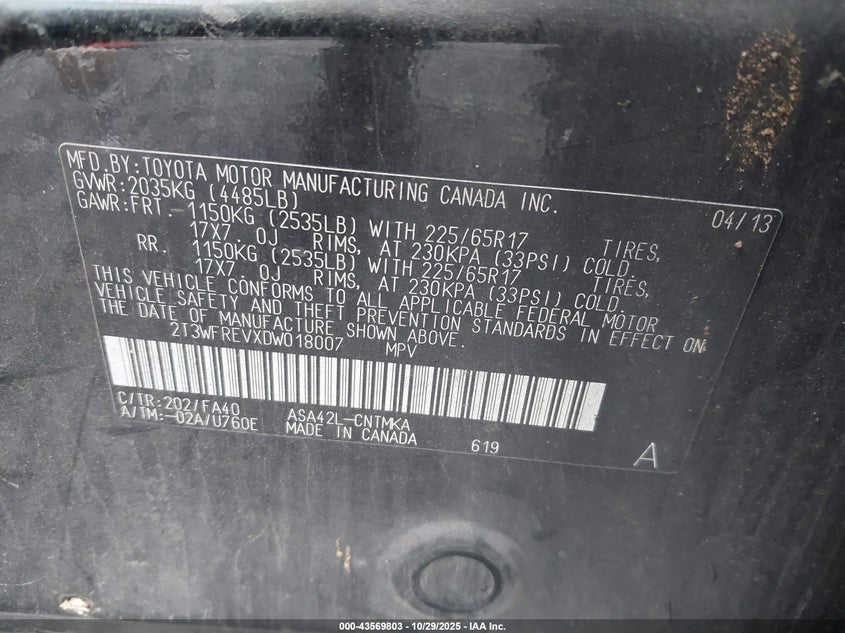 MFD. BY: TOYOTA MOTOR MANUFACTURING CANADA INC. 04/13
GVWR: 2035KG (4485LB)
GAWR: FRT 1150KG (2535LB) WITH 225/65R17 TIRES,
17X7. 0J RIMS, AT 230KPA (33PSI) COLD.
RR. 1150KG (2535LB) WITH 225/65R17 TIRES,
17X7. 0J RIMS, AT 230KPA (33PSI) COLD.
THIS VEHICLE CONFORMS TO ALL APPLICABLE FEDERAL MOTOR
VEHICLE SAFETY AND THEFT PREVENTION STANDARDS IN EFFECT ON
THE DATE OF MANUFACTURE SHOWN ABOVE.
2T3WFREVXDW018007 MPV
C/TR: 202/FA40 ASA42L-CNTMKA
A/TM: -02A/U760E MADE IN CANADA 619 A
000-43569803 - 10/29/2025 - IAA Inc.